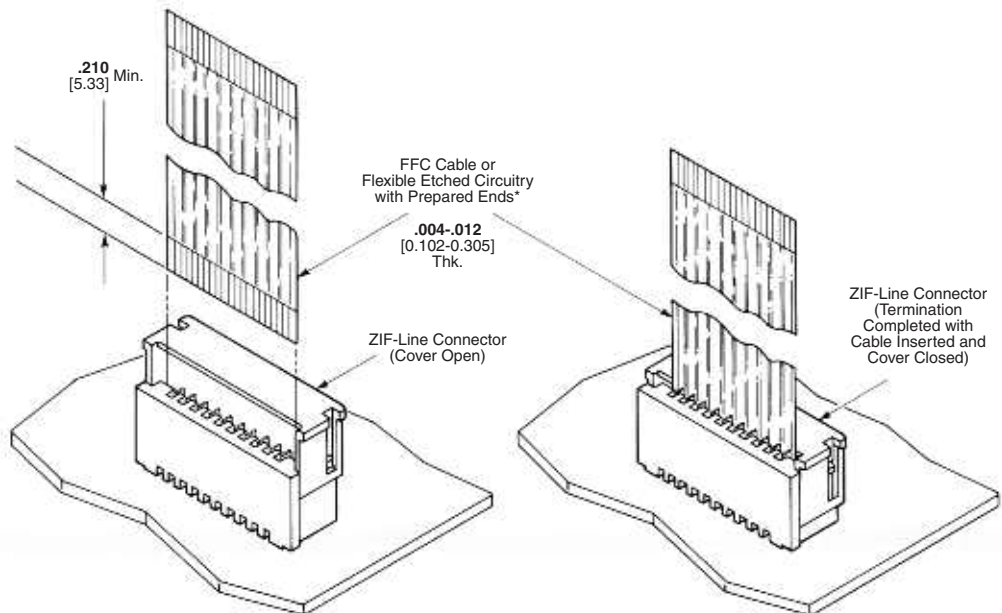 .210 Min.
[5.33]
FFC Cable or
Flexible Etched Circuitry
with Prepared Ends*
.004-.012
[0.102-0.305]
Thk.
ZIF-Line Connector
(Cover Open)
ZIF-Line Connector
(Termination
Completed with
Cable Inserted and
Cover Closed)